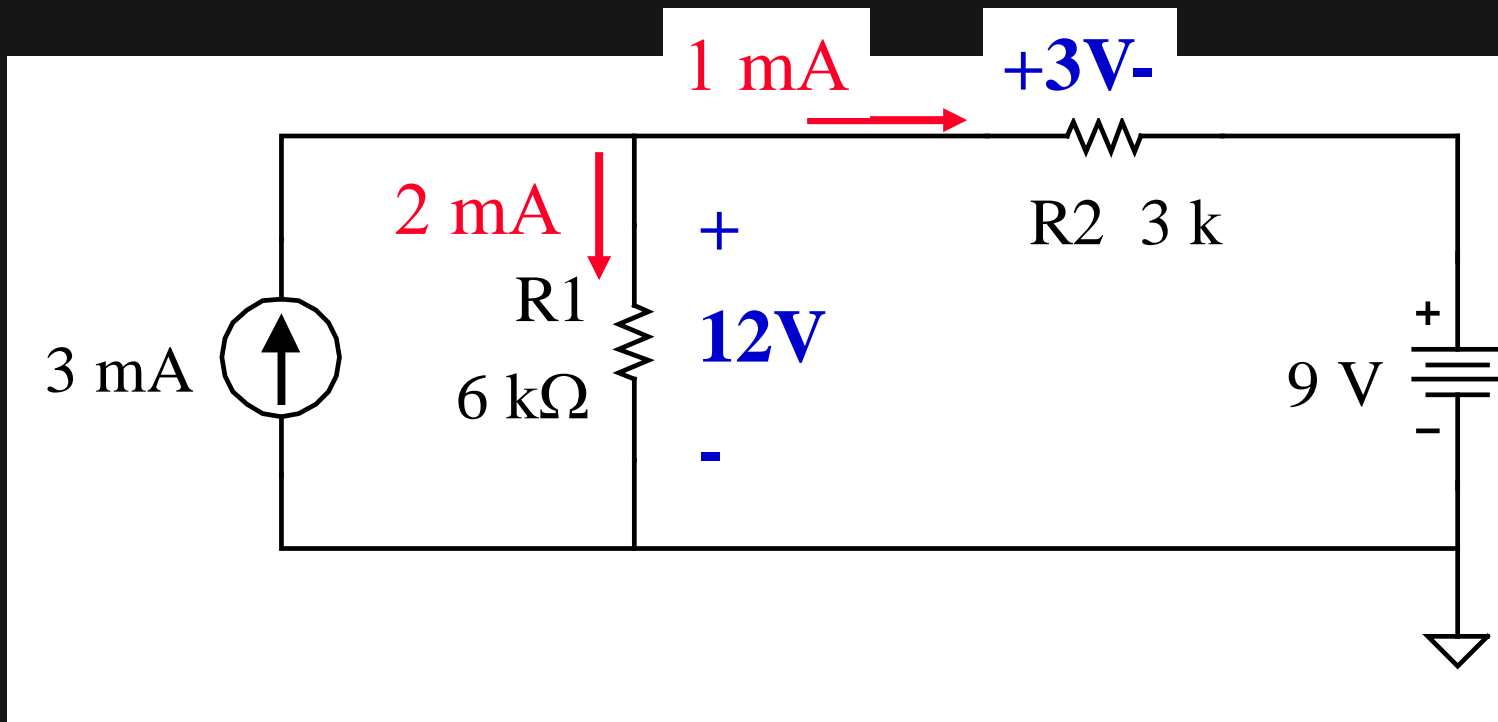 1 mA
+3V-
2 mA
+
R2 3 k
R1
12V
+
3 mA
6 kΩ
9 V
-
−